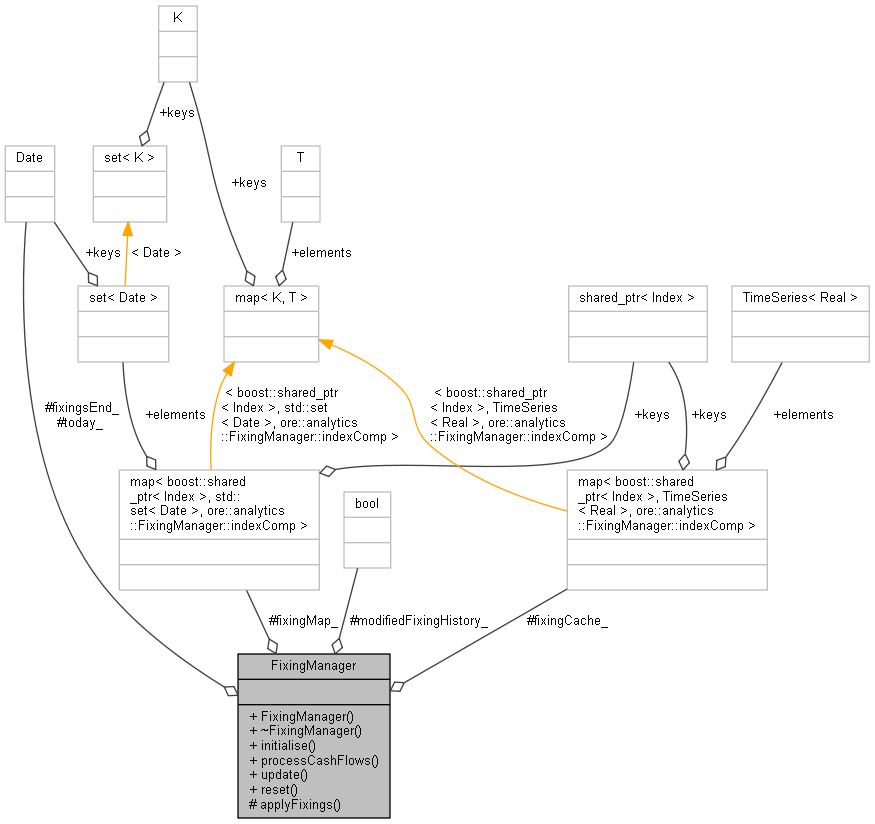 K
+keys
Date
set< K >
+keys
T
+keys
< Date >
+elements
set< Date >
map< K, T >
shared_ptr< Index >
TimeSeries< Real >
#fixingsEnd_
#today_
+elements
< boost::shared_ptr
< Index >, std::set
< Date >, ore::analytics
::FixingManager::indexComp >
< boost::shared_ptr
< Index >, TimeSeries
< Real >, ore::analytics
::FixingManager::indexComp >
+keys
+keys
+elements
map< boost::shared
_ptr< Index >, std::
set< Date >, ore::analytics
::FixingManager::indexComp >
bool
map< boost::shared
_ptr< Index >, TimeSeries
< Real >, ore::analytics
::FixingManager::indexComp >
#fixingMap_
#modifiedFixingHistory_
#fixingCache_
FixingManager
+ FixingManager()
+ ~FixingManager()
+ initialise()
+ processCashFlows()
+ update()
+ reset()
# applyFixings()